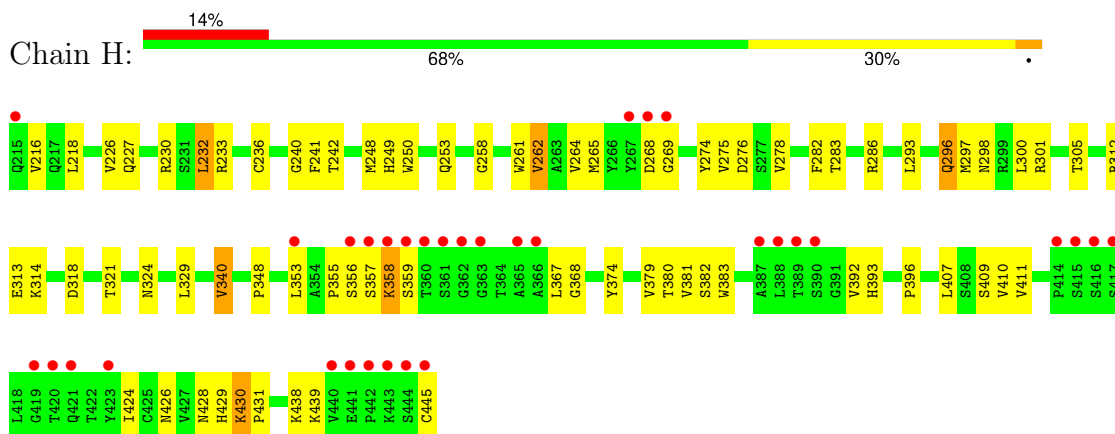 14%
Chain H:
68% 30% •
Q215 V216 Q217 L218 V226 Q227 R230 S231 L232 R233 C236 G240 F241 T242 M248 H249 W250 Q253 G258 W261 V262 A263 V264 M265 Y266 Y267 D268 G269 Y274 V275 D276 S277 V278 F282 T283 R286 L293 Q296 M297 N298 R299 L300 R301 T305 R312
E313 K314 D318 T321 N324 L329 V340 P348 L353 A354 P355 S356 S357 K358 S359 T360 S361 G362 G363 T364 A365 A366 L367 G368 Y374 V379 T380 V381 S382 W383 A387 L388 T389 S390 G391 V392 H393 P396 L407 S408 S409 V410 V411 P414 S415 S416 S417
L418 G419 T420 Q421 T422 Y423 I424 C425 N426 V427 N428 H429 K430 P431 K438 K439 V440 E441 P442 K443 S444 C445